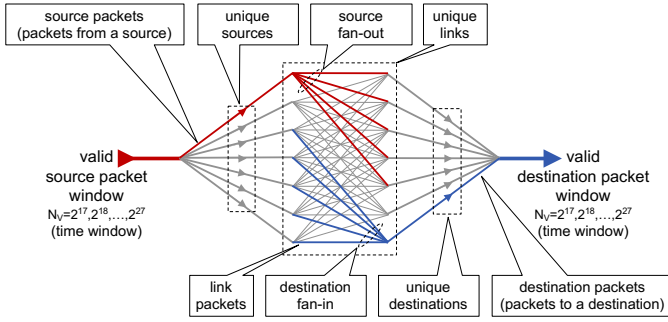 source packets
(packets from a source)
unique
sources
source
fan-out
unique
links
valid
source packet
window
N_V=2^17,2^18,…,2^27
(time window)
valid
destination packet
window
N_V=2^17,2^18,…,2^27
(time window)
link
packets
destination
fan-in
unique
destinations
destination packets
(packets to a destination)